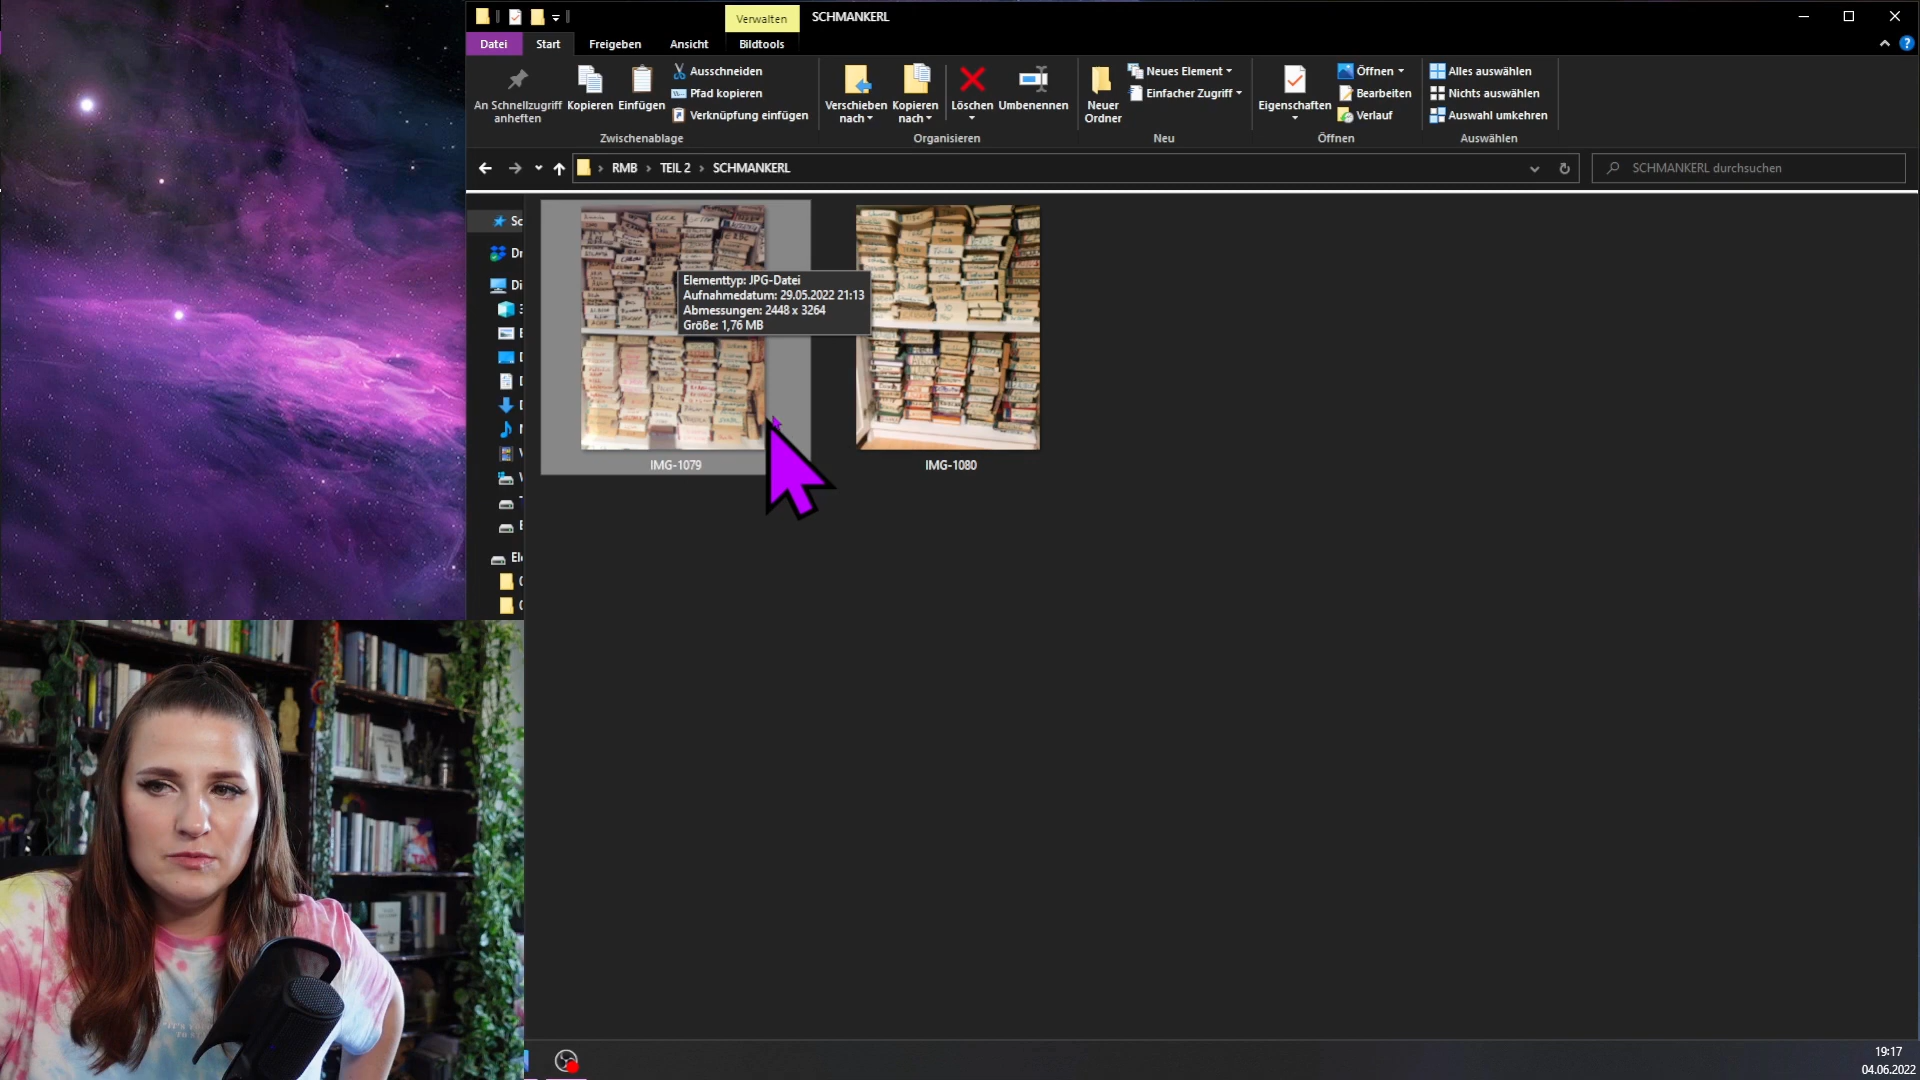 Verwalten
SCHMANKERL
Datei
Start
Freigeben
Ansicht
Bildtools
An Schnellzugriff anheften
Kopieren
Einfügen
Ausschneiden
Pfad kopieren
Verknüpfung einfügen
Zwischenablage
Verschieben nach
Kopieren nach
Löschen
Umbenennen
Organisieren
Neuer Ordner
Neues Element
Einfacher Zugriff
Neu
Eigenschaften
Öffnen
Bearbeiten
Verlauf
Öffnen
Alles auswählen
Nichts auswählen
Auswahl umkehren
Auswählen
RMB › TEIL 2 › SCHMANKERL
SCHMANKERL durchsuchen
Elementtyp: JPG-Datei
Aufnahmedatum: 29.05.2022 21:13
Abmessungen: 2448 x 3264
Größe: 1,76 MB
IMG-1079
IMG-1080
19:17
04.06.2022